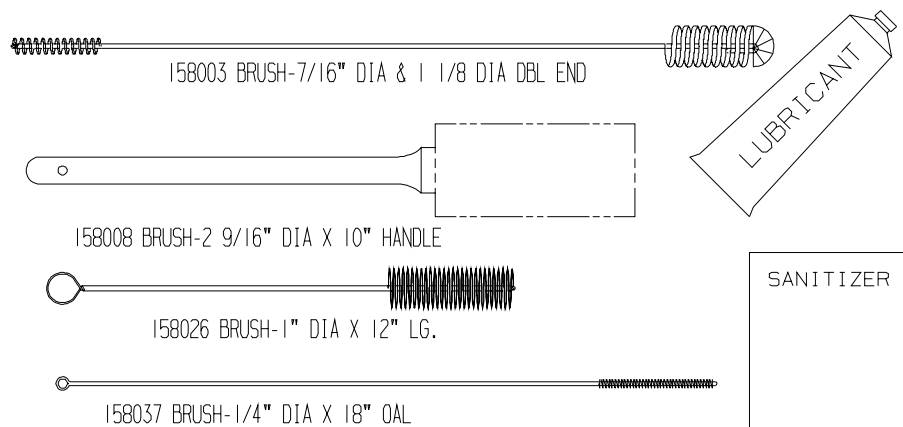 158003 BRUSH-7/16" DIA & 1 1/8 DIA DBL END
LUBRICANT
158008 BRUSH-2 9/16" DIA X 10" HANDLE
SANITIZER
158026 BRUSH-1" DIA X 12" LG.
158037 BRUSH-1/4" DIA X 18" OAL